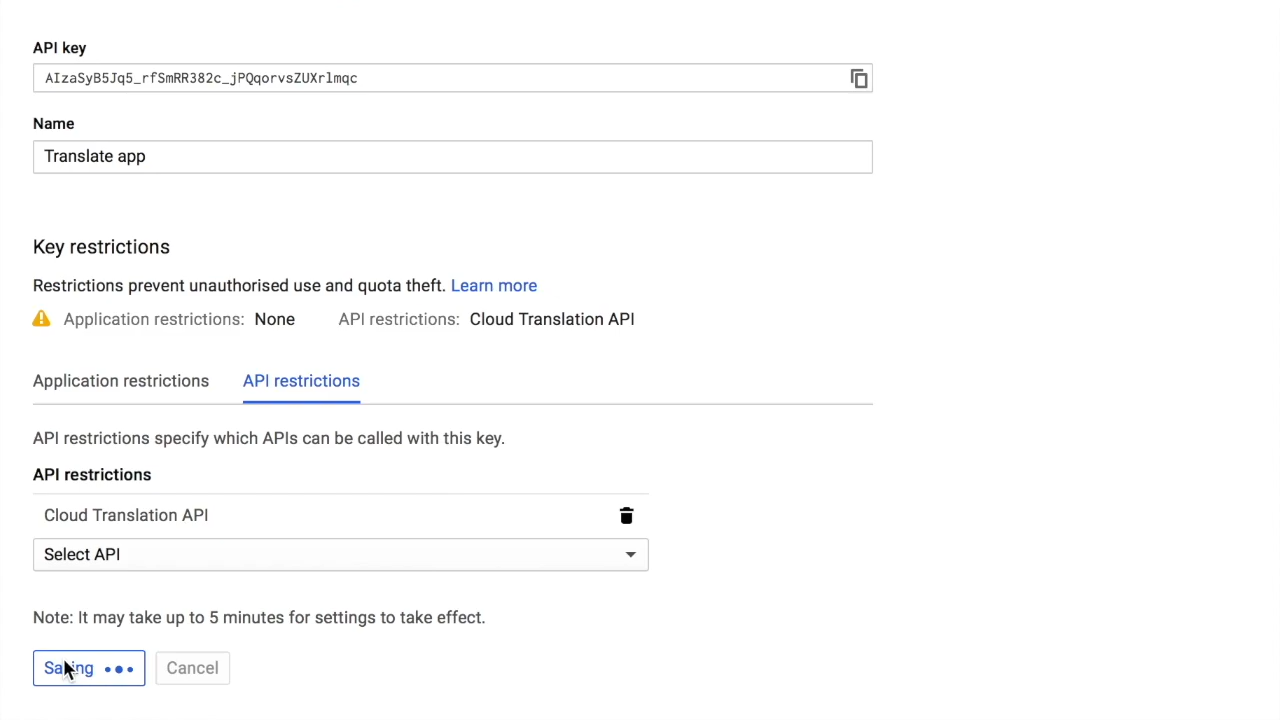 API key
AIzaSyB5Jq5_rfSmRR382c_jPQqorvsZUXrlmqc
Name
Translate app
Key restrictions
Restrictions prevent unauthorised use and quota theft. Learn more
Application restrictions: None API restrictions: Cloud Translation API
Application restrictions API restrictions
API restrictions specify which APIs can be called with this key.
API restrictions
Cloud Translation API
Select API
Note: It may take up to 5 minutes for settings to take effect.
Saving Cancel